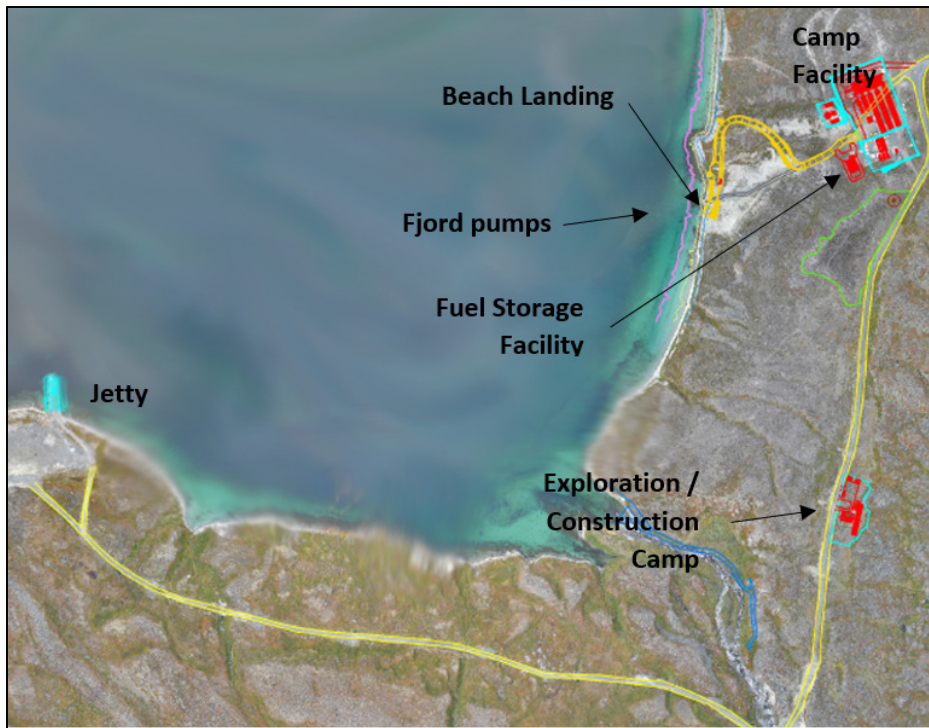 Camp
Facility
Beach Landing
Fjord pumps
Fuel Storage
Facility
Jetty
Exploration /
Construction
Camp